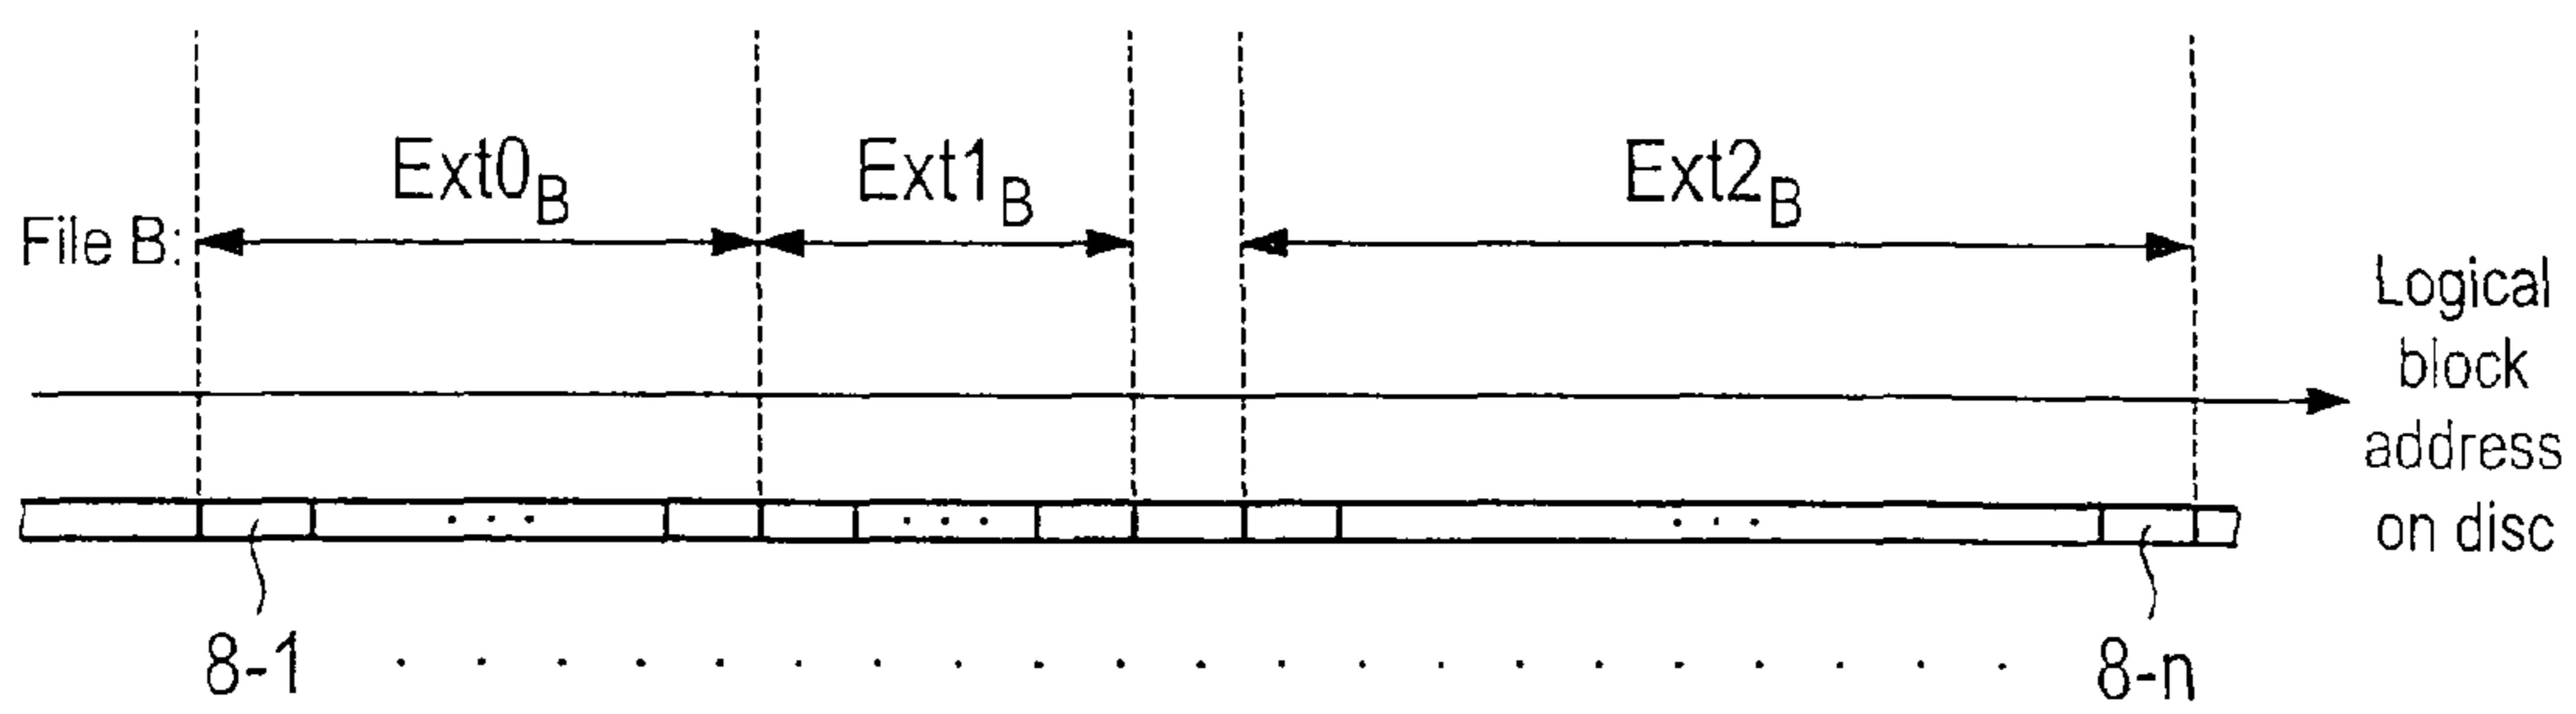 Ext0B Ext1B Ext2B
File B:
Logical
block
address
on disc
8-1 . . . . . . . . . . . . . . . . . . . . . 8-n